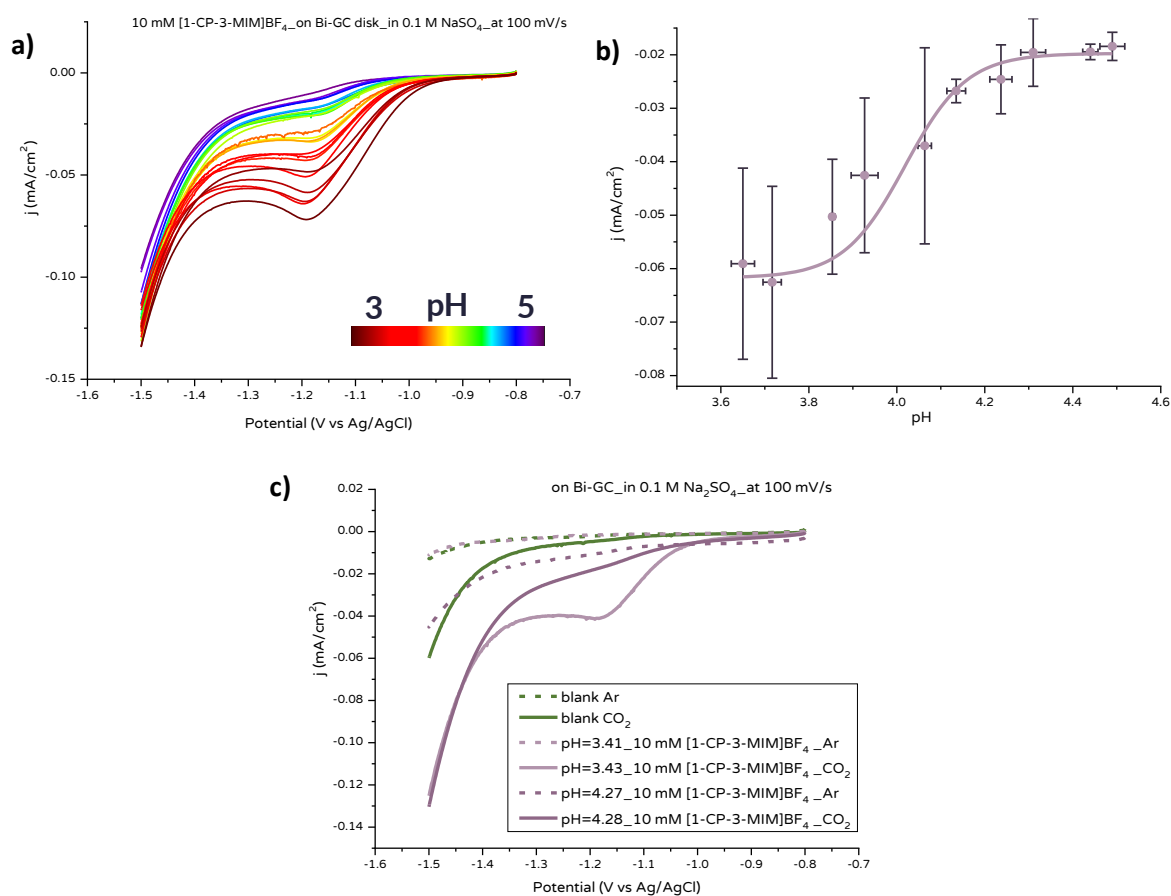 a)
10 mM [1-CP-3-MIM]BF₄_on Bi-GC disk_in 0.1 M NaSO₄_at 100 mV/s
0.00
-0.05
-0.10
-0.15
j (mA/cm²)
3 pH 5
-1.6 -1.5 -1.4 -1.3 -1.2 -1.1 -1.0 -0.9 -0.8 -0.7
Potential (V vs Ag/AgCl)
b)
-0.02
-0.03
-0.04
-0.05
-0.06
-0.07
-0.08
j (mA/cm²)
3.6 3.8 4.0 4.2 4.4 4.6
pH
c)
on Bi-GC_in 0.1 M Na₂SO₄_at 100 mV/s
0.02
0.00
-0.02
-0.04
-0.06
-0.08
-0.10
-0.12
-0.14
j (mA/cm²)
blank Ar
blank CO₂
pH=3.41_10 mM [1-CP-3-MIM]BF₄_Ar
pH=3.43_10 mM [1-CP-3-MIM]BF₄_CO₂
pH=4.27_10 mM [1-CP-3-MIM]BF₄_Ar
pH=4.28_10 mM [1-CP-3-MIM]BF₄_CO₂
-1.6 -1.5 -1.4 -1.3 -1.2 -1.1 -1.0 -0.9 -0.8 -0.7
Potential (V vs Ag/AgCl)